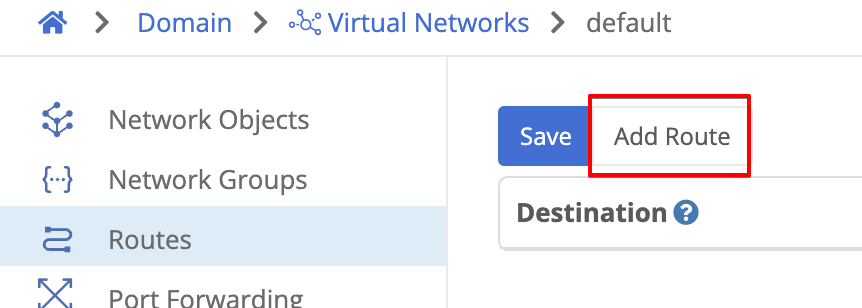 Domain > Virtual Networks > default
Network Objects
Network Groups
Routes
Port Forwarding
Save
Add Route
Destination ?